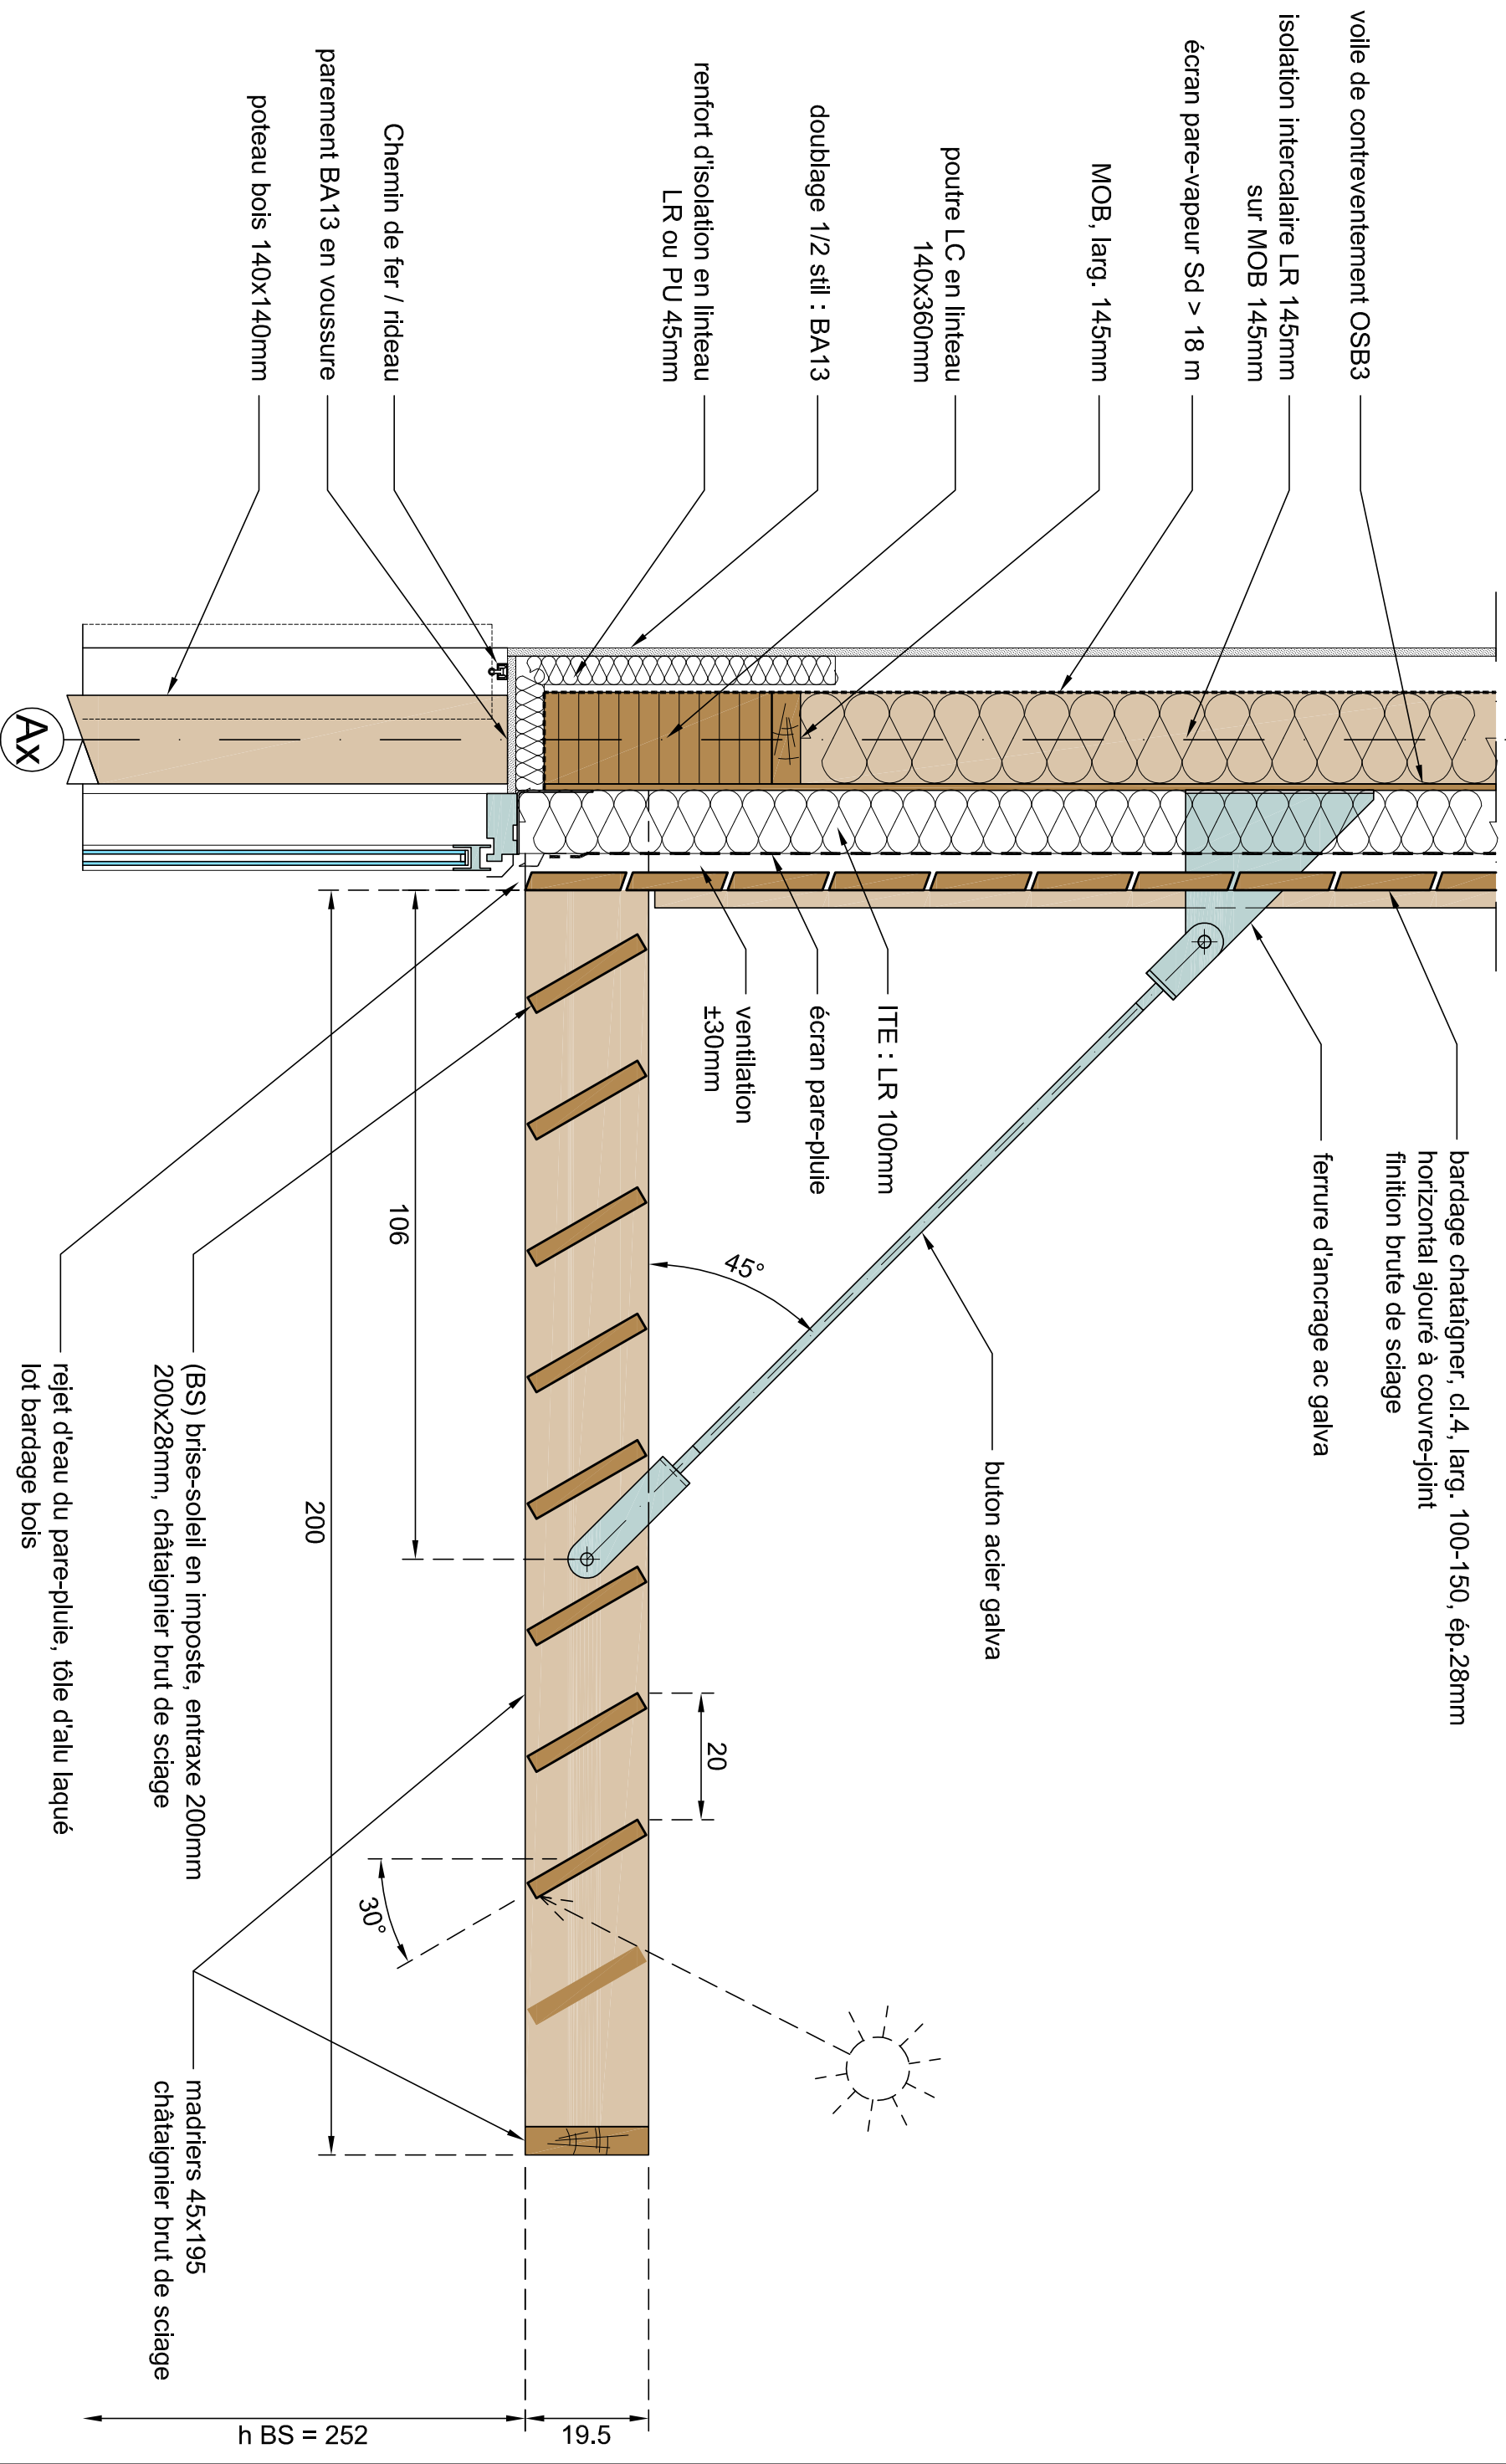 voile de contreventement OSB3
isolation intercalaire LR 145mm
sur MOB 145mm
écran pare-vapeur Sd > 18 m
MOB, larg. 145mm
poutre LC en linteau
140x360mm
doublage 1/2 stil : BA13
renfort d'isolation en linteau
LR ou PU 45mm
Chemin de fer / rideau
parement BA13 en voussure
poteau bois 140x140mm
Ax
bardage chataîgner, cl.4, larg. 100-150, ép.28mm
horizontal ajouré à couvre-joint
finition brute de sciage
ferrure d'ancrage ac galva
buton acier galva
ITE : LR 100mm
écran pare-pluie
ventilation
±30mm
45°
106
200
20
30°
(BS) brise-soleil en imposte, entraxe 200mm
200x28mm, châtaignier brut de sciage
rejet d'eau du pare-pluie, tôle d'alu laqué
lot bardage bois
madriers 45x195
châtaignier brut de sciage
h BS = 252
19.5